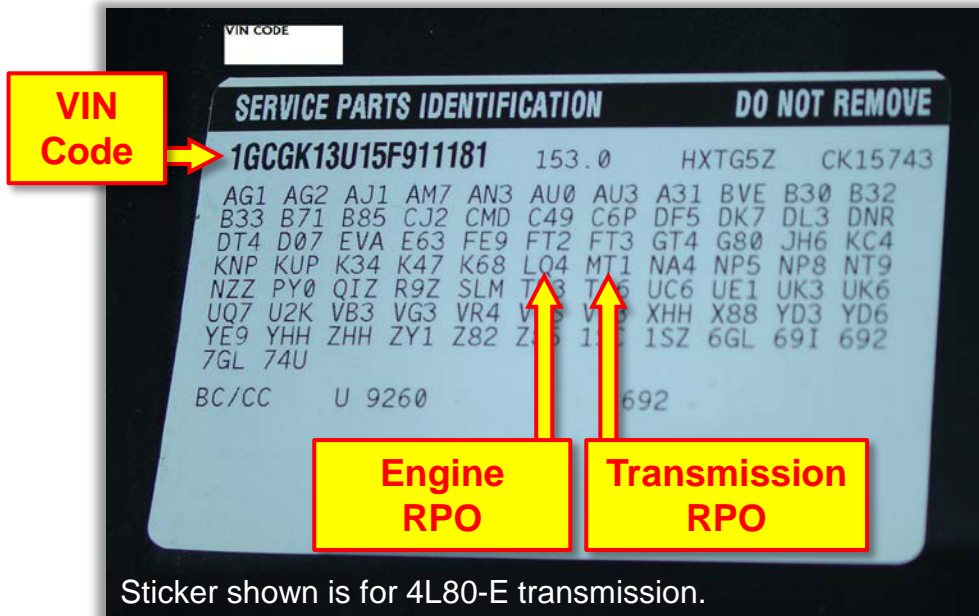 VIN CODE
SERVICE PARTS IDENTIFICATION DO NOT REMOVE
VIN Code
1GCGK13U15F911181 153.0 HXTG5Z CK15743
AG1 AG2 AJ1 AM7 AN3 AU0 AU3 A31 BVE B30 B32
B33 B71 B85 CJ2 CMD C49 C6P DF5 DK7 DL3 DNR
DT4 D07 EVA E63 FE9 FT2 FT3 GT4 G80 JH6 KC4
KNP KUP K34 K47 K68 LQ4 MT1 NA4 NP5 NP8 NT9
NZZ PY0 QIZ R9Z SLM UC6 UE1 UK3 UK6
UQ7 U2K VB3 VG3 VR4 XHH X88 YD3 YD6
YE9 YHH ZHH ZY1 Z82 1SZ 6GL 69I 692
7GL 74U
BC/CC U 9260 692
Engine RPO
Transmission RPO
Sticker shown is for 4L80-E transmission.